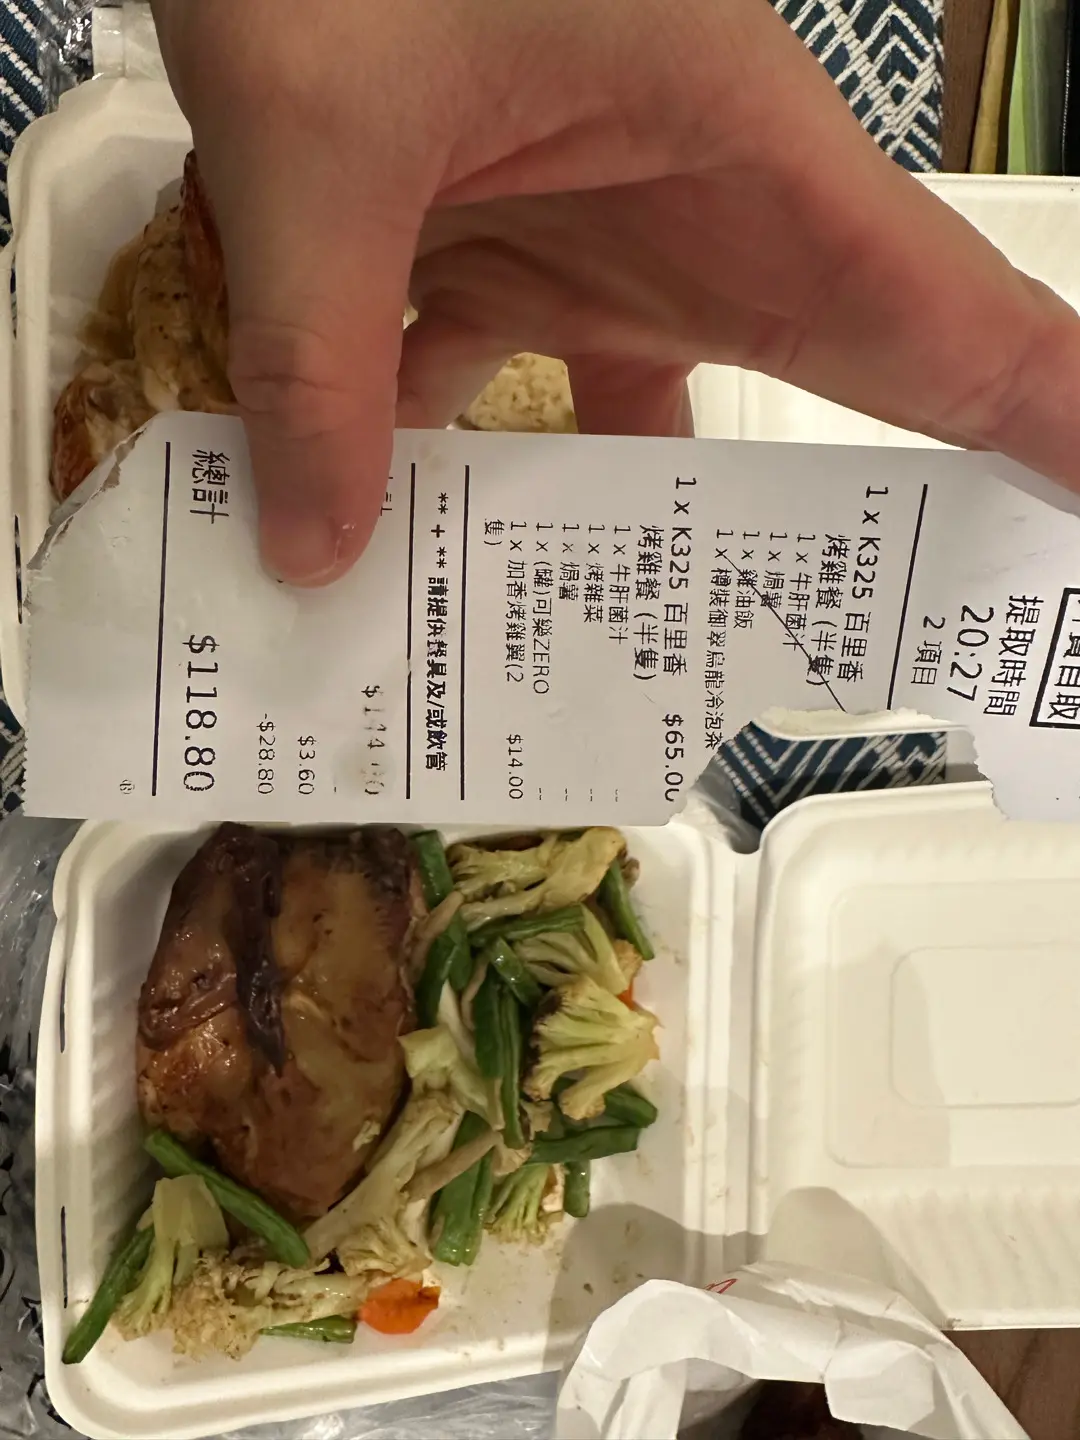 自取
提取時間
20:27
2 項目
1 x K325 百里香
烤雞餐 (半隻)
1 x 牛肝菌汁
1 x 焗薯
1 x 雞油飯
1 x 樽裝御翠烏龍冷泡茶
1 x K325 百里香 $65.00
烤雞餐 (半隻)
1 x 牛肝菌汁 --
1 x 烤雜菜 --
1 x 焗薯 --
1 x (罐)可樂ZERO --
1 x 加香烤雞翼(2 $14.00
隻)
** + ** 請提供餐具及/或飲管
$144.00
$3.60
-$28.80
總計 $118.80